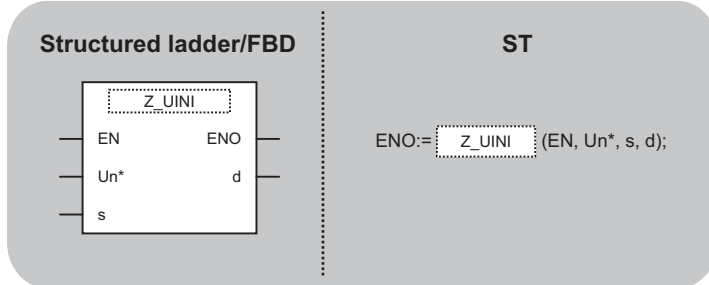 Structured ladder/FBD
ST
Z_UINI
EN ENO
Un* d
s
ENO:= Z_UINI (EN, Un*, s, d);